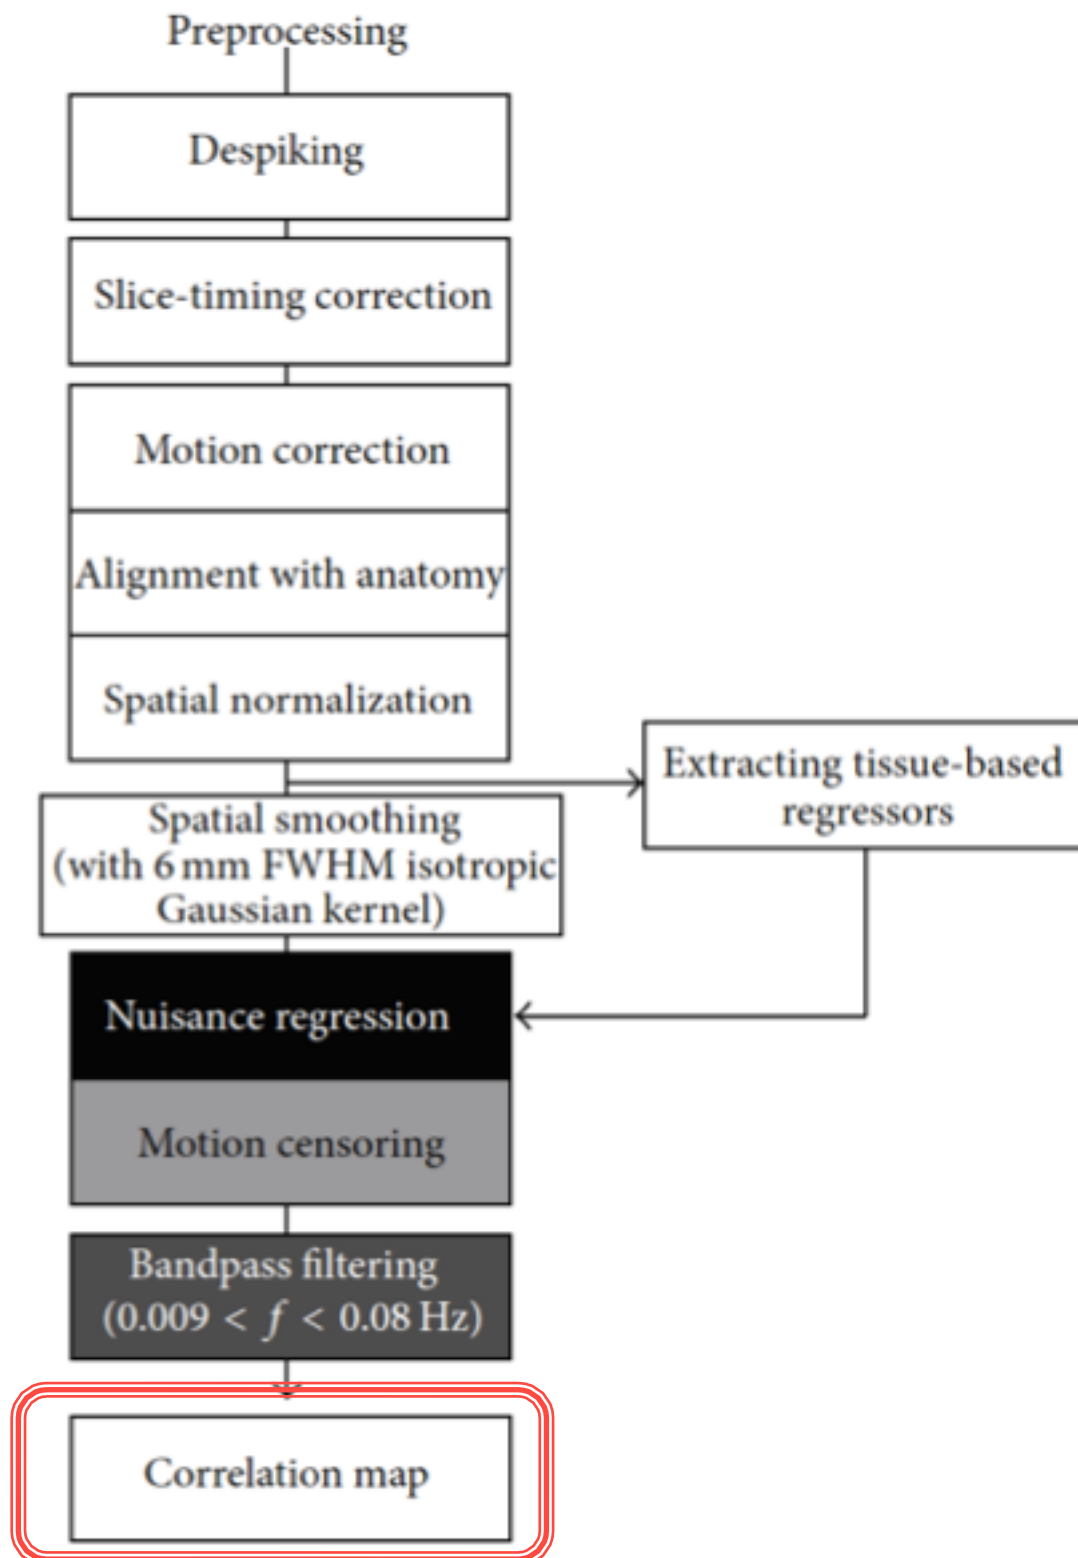 Preprocessing
Despiking
Slice-timing correction
Motion correction
Alignment with anatomy
Spatial normalization
Extracting tissue-based
regressors
Spatial smoothing
(with 6 mm FWHM isotropic
Gaussian kernel)
Nuisance regression
Motion censoring
Bandpass filtering
(0.009 < f < 0.08 Hz)
Correlation map